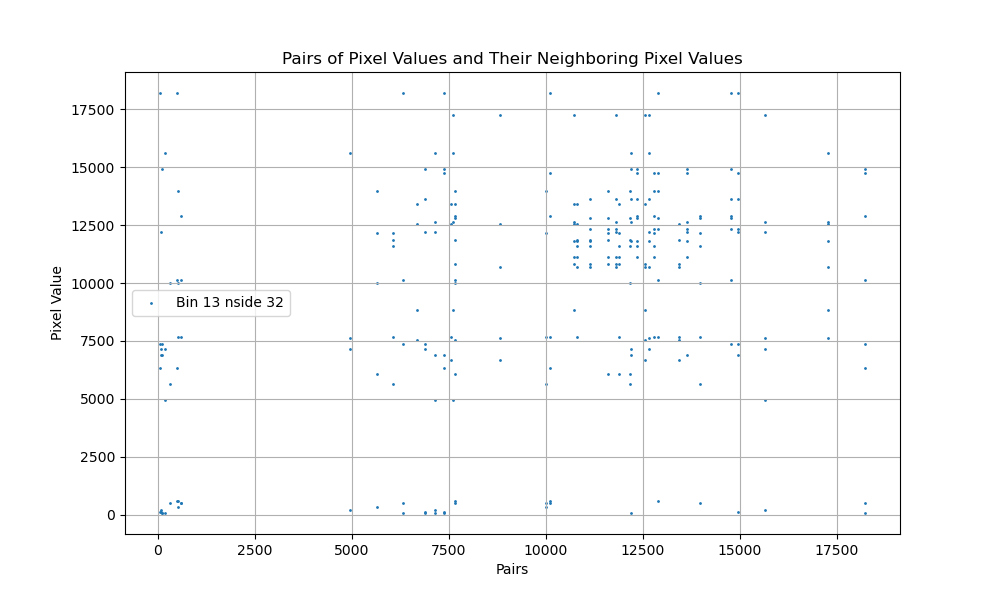 Pairs of Pixel Values and Their Neighboring Pixel Values
17500
15000
12500
10000
7500
5000
2500
0
Pixel Value
Bin 13 nside 32
0 2500 5000 7500 10000 12500 15000 17500
Pairs